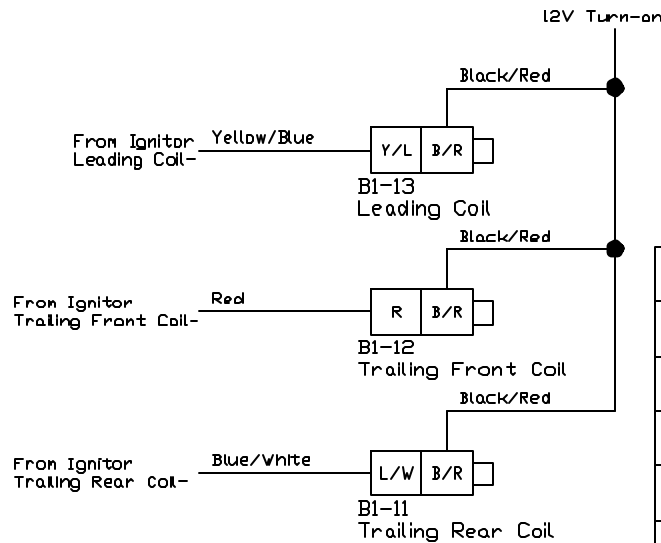 12V Turn-on
Black/Red
From Ignitor
Leading Coil-
Yellow/Blue
Y/L B/R
B1-13
Leading Coil
Black/Red
From Ignitor
Trailing Front Coil-
Red
R B/R
B1-12
Trailing Front Coil
Black/Red
From Ignitor
Trailing Rear Coil-
Blue/White
L/W B/R
B1-11
Trailing Rear Coil